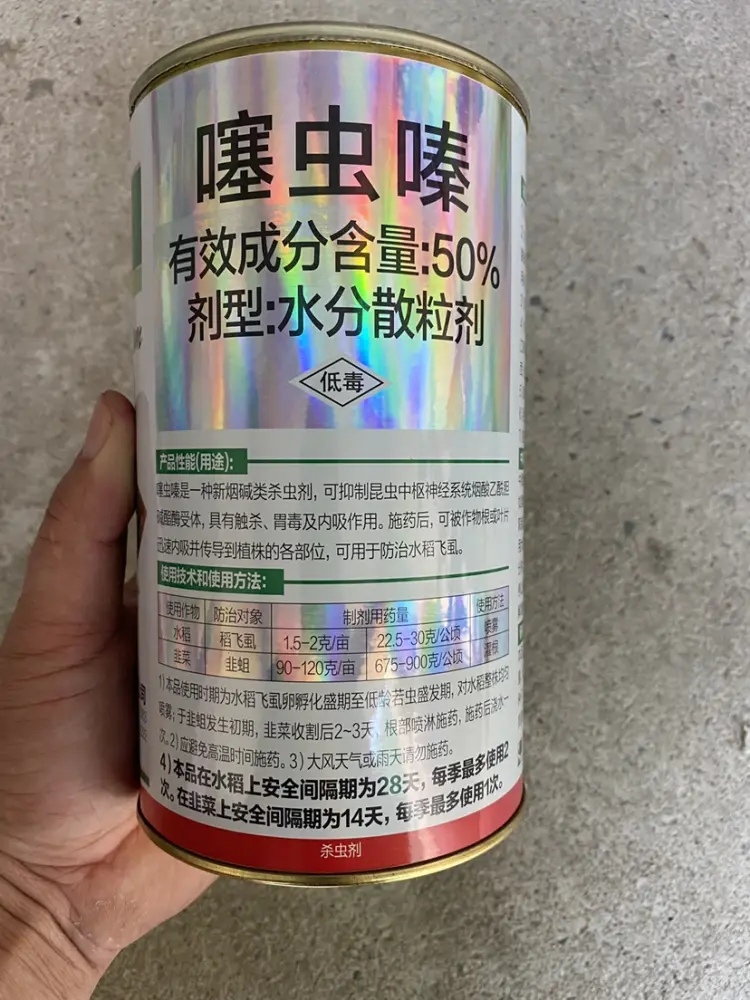 噻虫嗪
有效成分含量:50%
剂型:水分散粒剂
低毒
产品性能(用途):
噻虫嗪是一种新烟碱类杀虫剂,可抑制昆虫中枢神经系统烟酸乙酰胆
碱酯酶受体,具有触杀、胃毒及内吸作用。施药后,可被作物根或叶片
迅速内吸并传导到植株的各部位,可用于防治水稻飞虱。
使用技术和使用方法:
使用作物 防治对象 制剂用药量 使用方法
水稻 稻飞虱 1.5-2克/亩 22.5-30克/公顷 喷雾
韭菜 韭蛆 90-120克/亩 675-900克/公顷 灌根
1)本品使用时期为水稻飞虱卵孵化盛期至低龄若虫盛发期,对水稻整株均匀
喷雾;于韭蛆发生初期,韭菜收割后2~3天,根部喷淋施药,施药后浇水一
次。2)应避免高温时间施药。3)大风天气或雨天请勿施药。
4)本品在水稻上安全间隔期为28天,每季最多使用2
次。在韭菜上安全间隔期为14天,每季最多使用1次。
杀虫剂